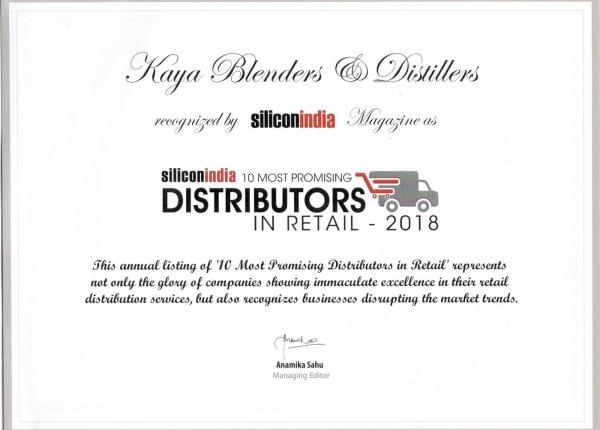 Kaya Blenders & Distillers
recognized by siliconindia Magazine as
siliconindia 10 MOST PROMISING
DISTRIBUTORS
IN RETAIL - 2018
This annual listing of '10 Most Promising Distributors in Retail' represents
not only the glory of companies showing immaculate excellence in their retail
distribution services, but also recognizes businesses disrupting the market trends.
Anamika
Anamika Sahu
Managing Editor